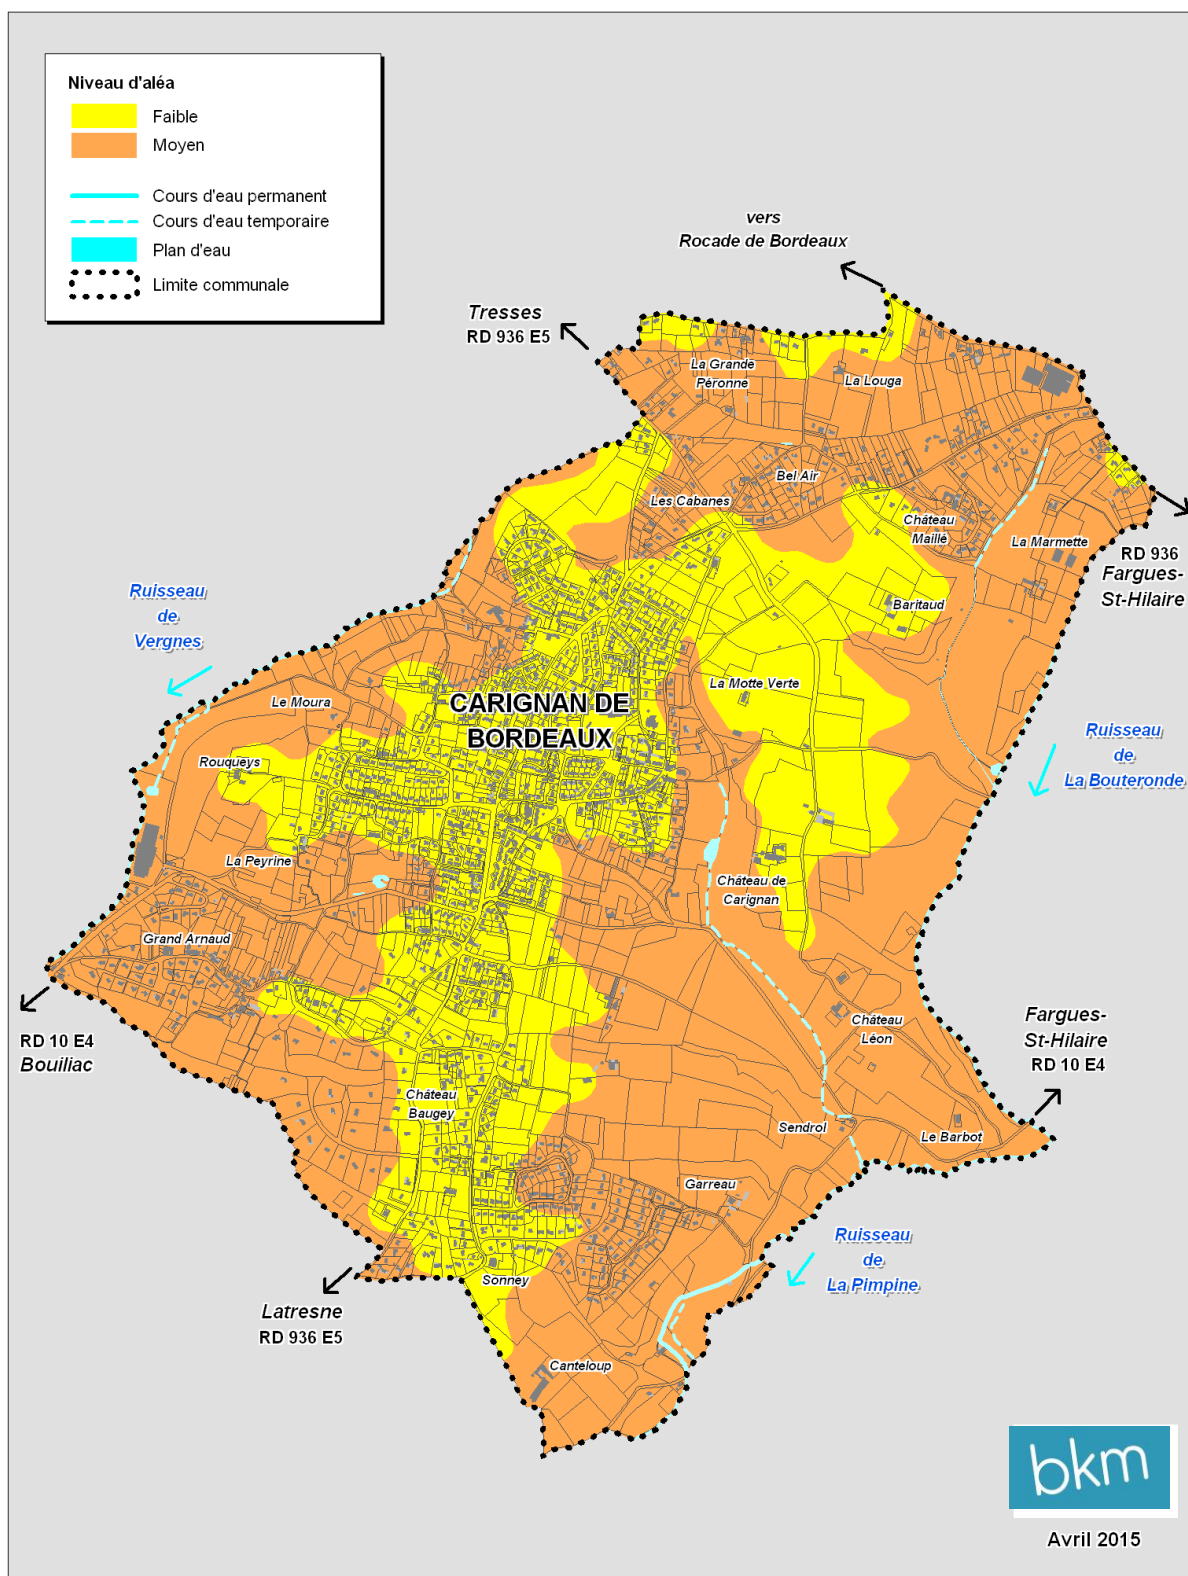 Niveau d'aléa
Faible
Moyen
Cours d'eau permanent
Cours d'eau temporaire
Plan d'eau
Limite communale
vers
Rocade de Bordeaux
Tresses
RD 936 E5
La Grande
Péronne
La Louga
Bel Air
Les Cabanes
Château
Maillé
La Marmette
RD 936
Fargues-
St-Hilaire
Ruisseau
de
Vergnes
Baritaud
La Motte Verte
Le Moura
CARIGNAN DE
BORDEAUX
Ruisseau
de
La Bouteronde
Rouqueys
La Peyrine
Château de
Carignan
Grand Arnaud
RD 10 E4
Bouiliac
Château
Léon
Fargues-
St-Hilaire
RD 10 E4
Château
Baugey
Sendrol
Le Barbot
Garreau
Ruisseau
de
La Pimpine
Sonney
Latresne
RD 936 E5
Canteloup
bkm
Avril 2015